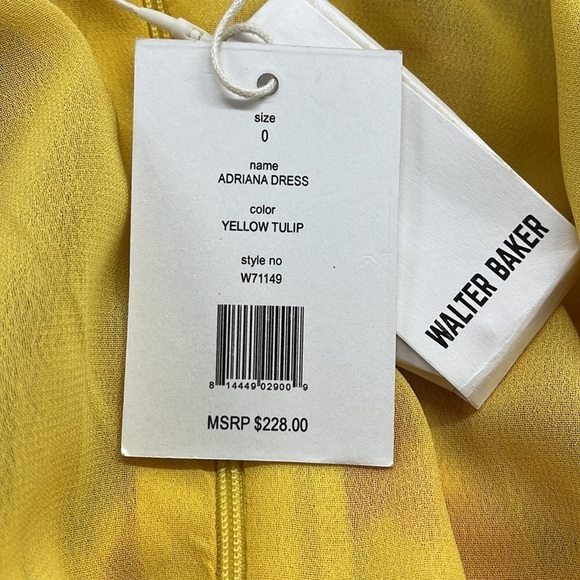 size
0
name
ADRIANA DRESS
color
YELLOW TULIP
style no
W71149
8 14449 02900 9
MSRP $228.00
WALTER BAKER